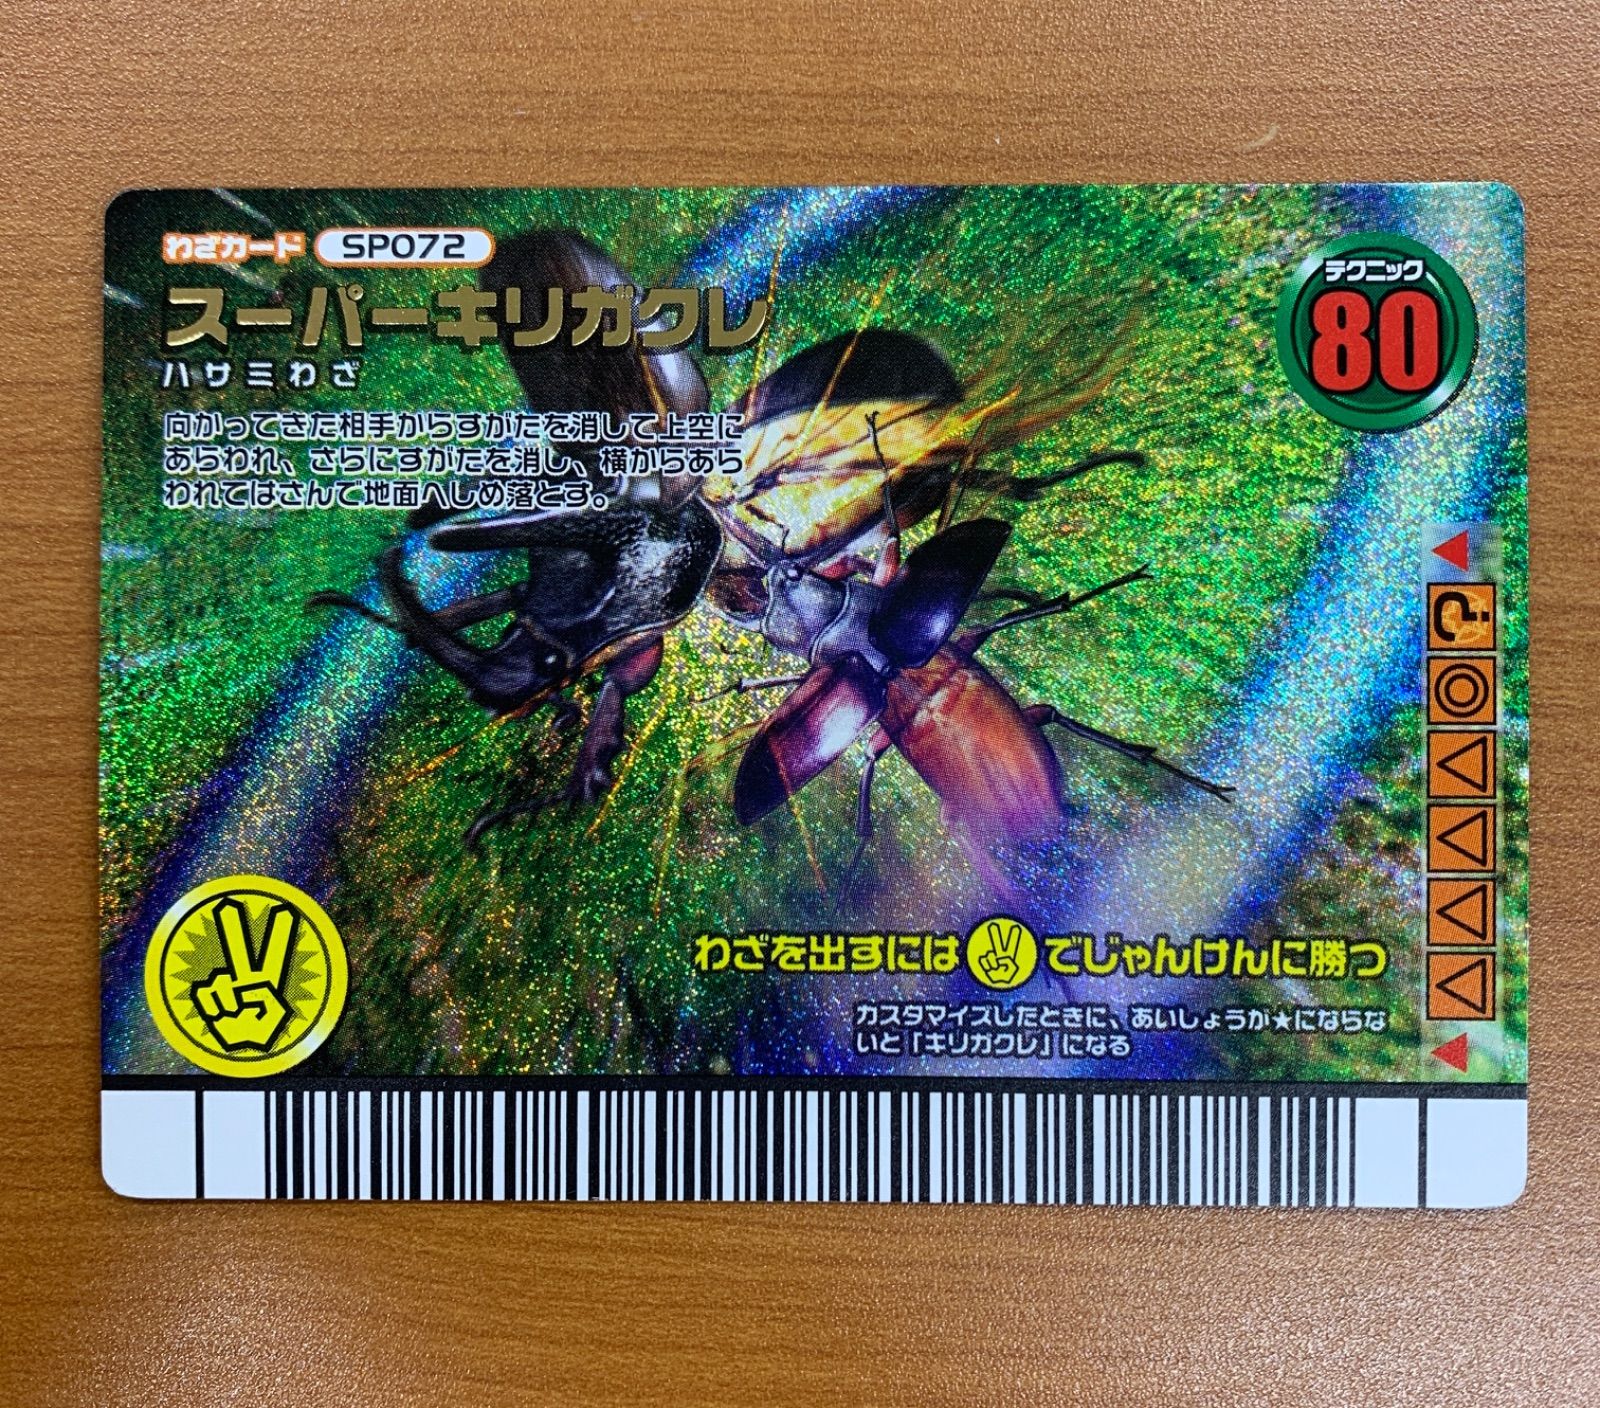 わざカード SP072
スーパーキリガクレ
ハサミわざ
向かってきた相手からすがたを消して上空に
あらわれ、さらにすがたを消し、横からあら
われてはさんで地面へしめ落とす。
テクニック
80
?
わざを出すには でじゃんけんに勝つ
カスタマイズしたときに、あいしょうが★にならな
いと「キリガクレ」になる